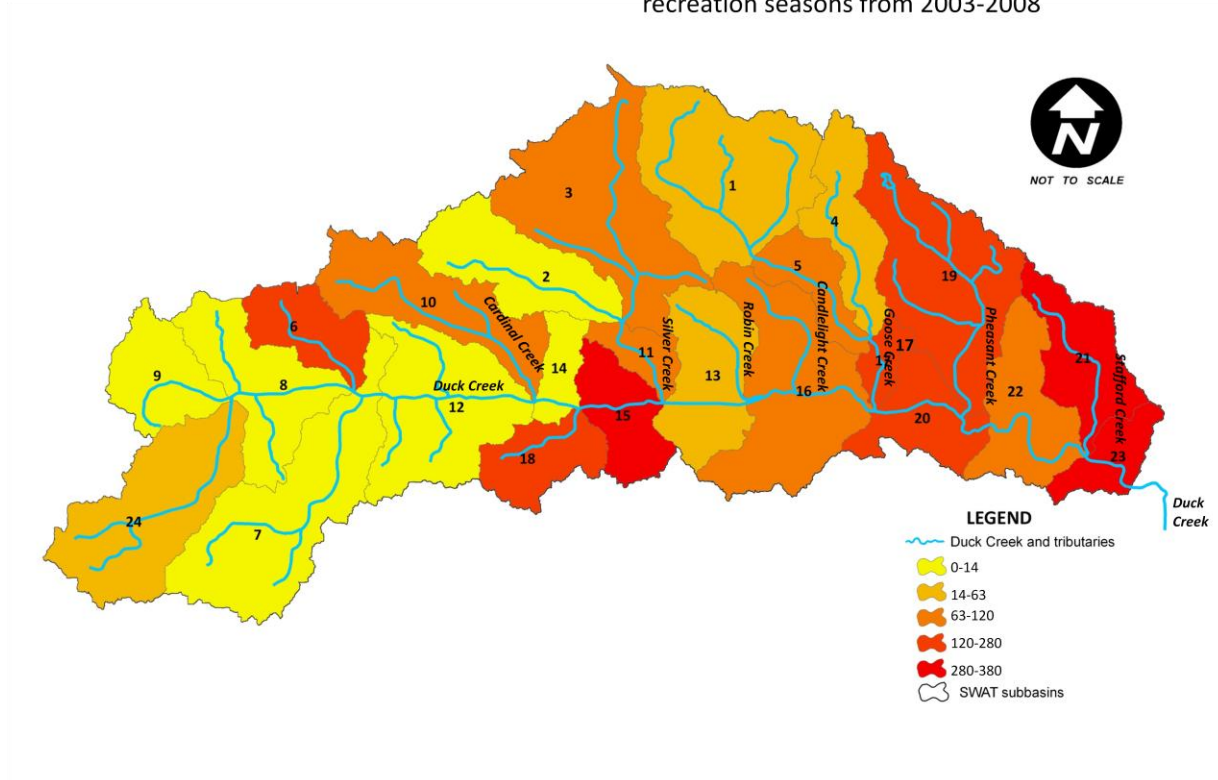 recreation seasons from 2003-2008
N
NOT TO SCALE
1
3
4
5
2
19
10
6
Cardinal Creek
Silver Creek
Robin Creek
Candlelight Creek
Goose Creek
Pheasant Creek
17
21
Stafford Creek
11
14
13
9
8
Duck Creek
12
16
22
15
20
18
23
24
7
Duck
Creek
LEGEND
Duck Creek and tributaries
0-14
14-63
63-120
120-280
280-380
SWAT subbasins